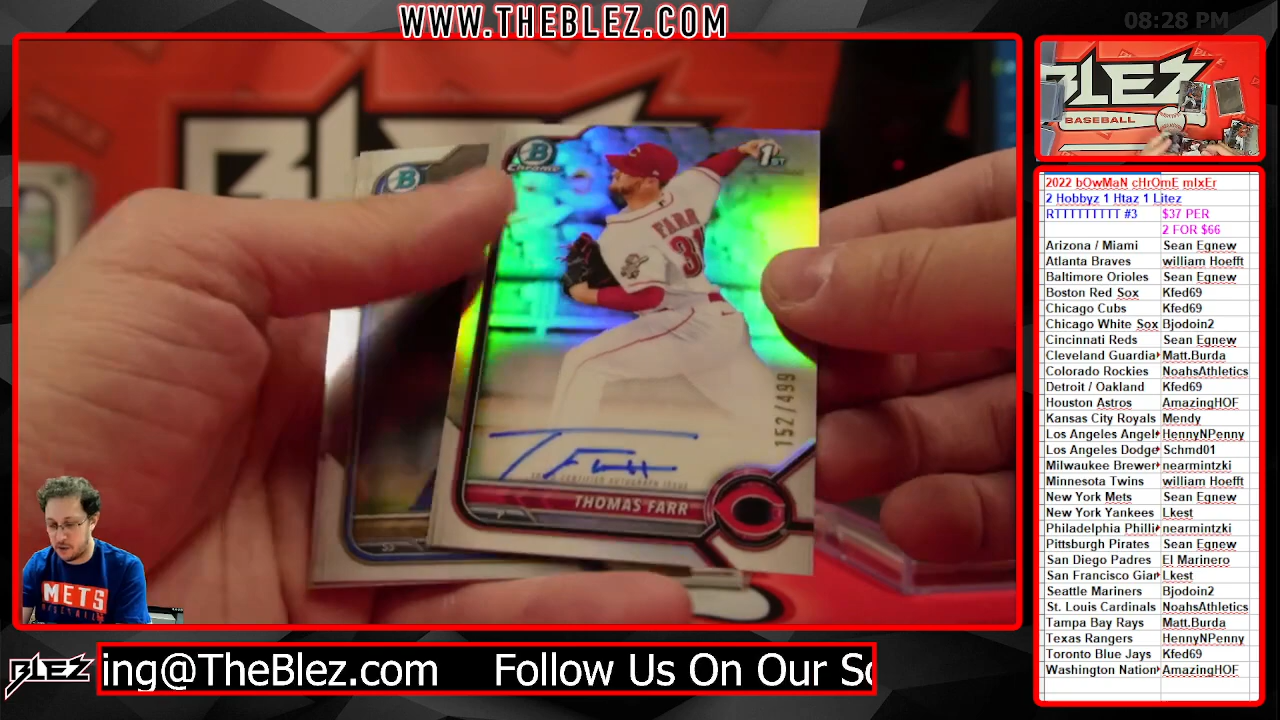 WWW.THEBLEZ.COM
08:28 PM
BLEZ
BASEBALL
B
Chrome
1ST
FARR
31
152/499
CERTIFIED AUTOGRAPH ISSUE
THOMAS FARR
P
METS
2022 bOwMaN cHrOmE mIxEr
2 Hobbyz 1 Htaz 1 Litez
RTTTTTTTTT #3 $37 PER
2 FOR $66
Arizona / Miami Sean Egnew
Atlanta Braves william Hoefft
Baltimore Orioles Sean Egnew
Boston Red Sox Kfed69
Chicago Cubs Kfed69
Chicago White Sox Bjodoin2
Cincinnati Reds Sean Egnew
Cleveland Guardia Matt.Burda
Colorado Rockies NoahsAthletics
Detroit / Oakland Kfed69
Houston Astros AmazingHOF
Kansas City Royals Mendy
Los Angeles Angel HennyNPenny
Los Angeles Dodge Schmd01
Milwaukee Brewer nearmintzki
Minnesota Twins william Hoefft
New York Mets Sean Egnew
New York Yankees Lkest
Philadelphia Philli nearmintzki
Pittsburgh Pirates Sean Egnew
San Diego Padres El Marinero
San Francisco Gian Lkest
Seattle Mariners Bjodoin2
St. Louis Cardinals NoahsAthletics
Tampa Bay Rays Matt.Burda
Texas Rangers HennyNPenny
Toronto Blue Jays Kfed69
Washington Nation AmazingHOF
BLEZ
ing@TheBlez.com Follow Us On Our So